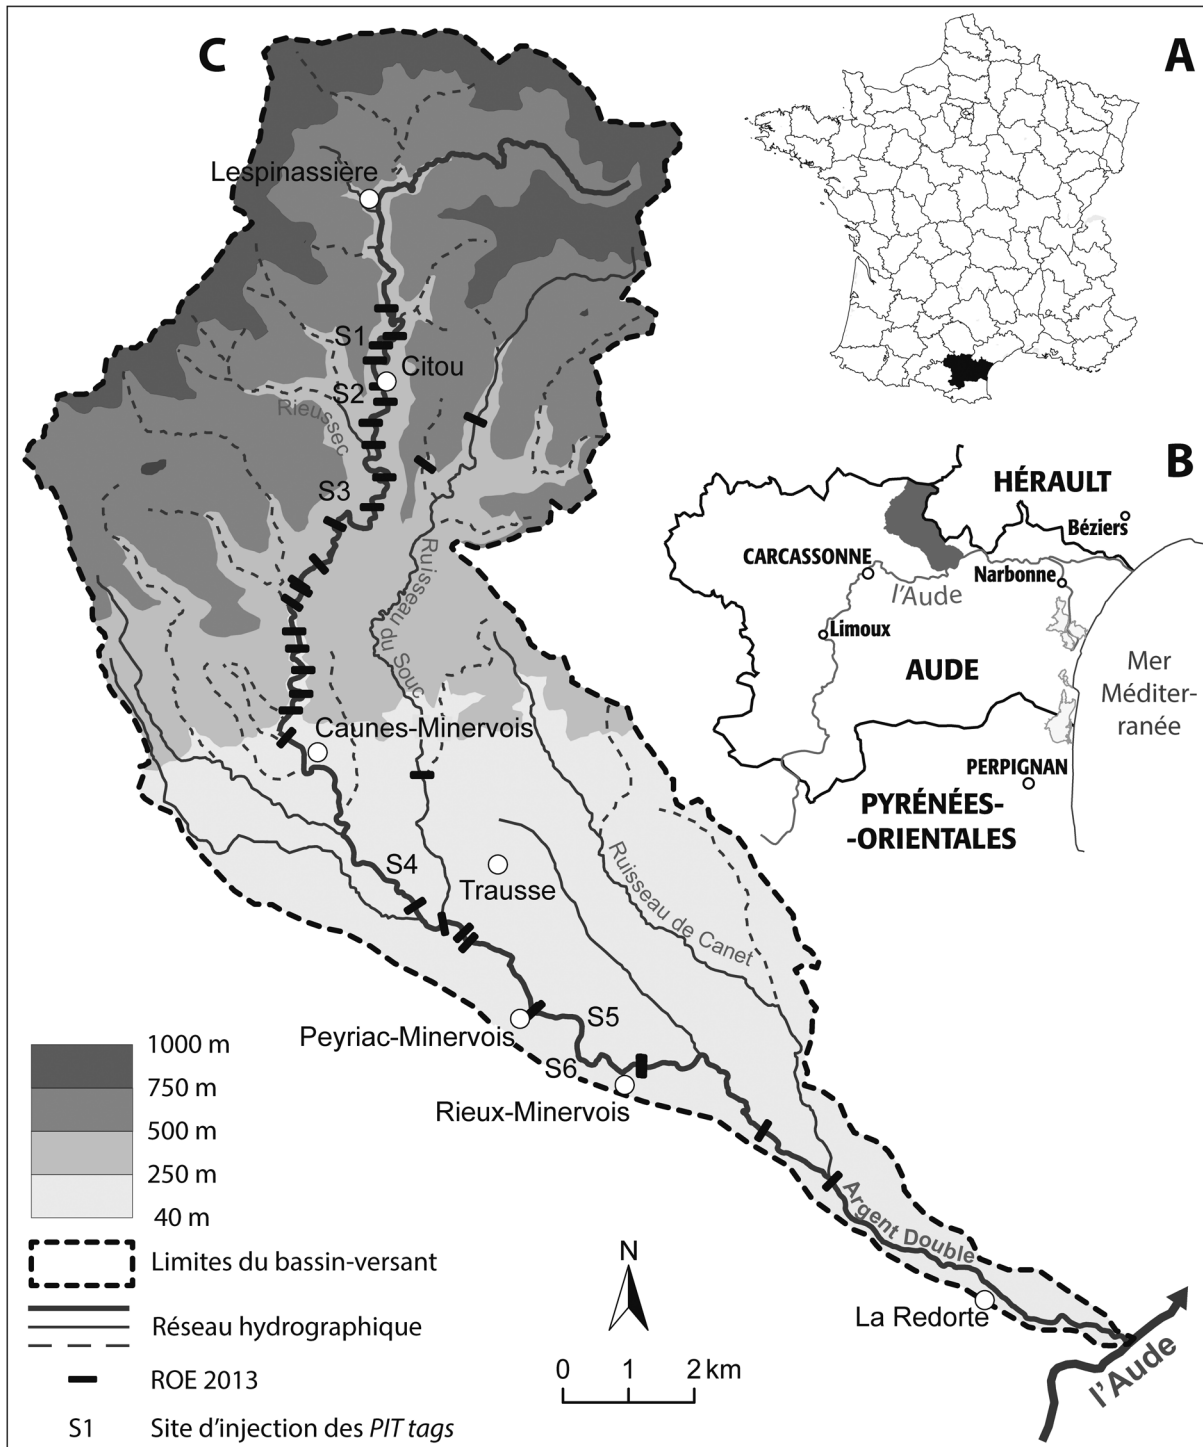 C
A
Lespinassière
S1
Citou
S2
Rieussec
S3
Ruisseau du Souc
Caunes-Minervois
S4
Trausse
Ruisseau de Canet
Peyriac-Minervois
S5
S6
Rieux-Minervois
Argent Double
La Redorte
l'Aude
B
HÉRAULT
Béziers
CARCASSONNE
Narbonne
l'Aude
Limoux
AUDE
Mer
Méditer-
ranée
PERPIGNAN
PYRÉNÉES-
-ORIENTALES
1000 m
750 m
500 m
250 m
40 m
Limites du bassin-versant
Réseau hydrographique
ROE 2013
S1 Site d'injection des PIT tags
N
0 1 2 km